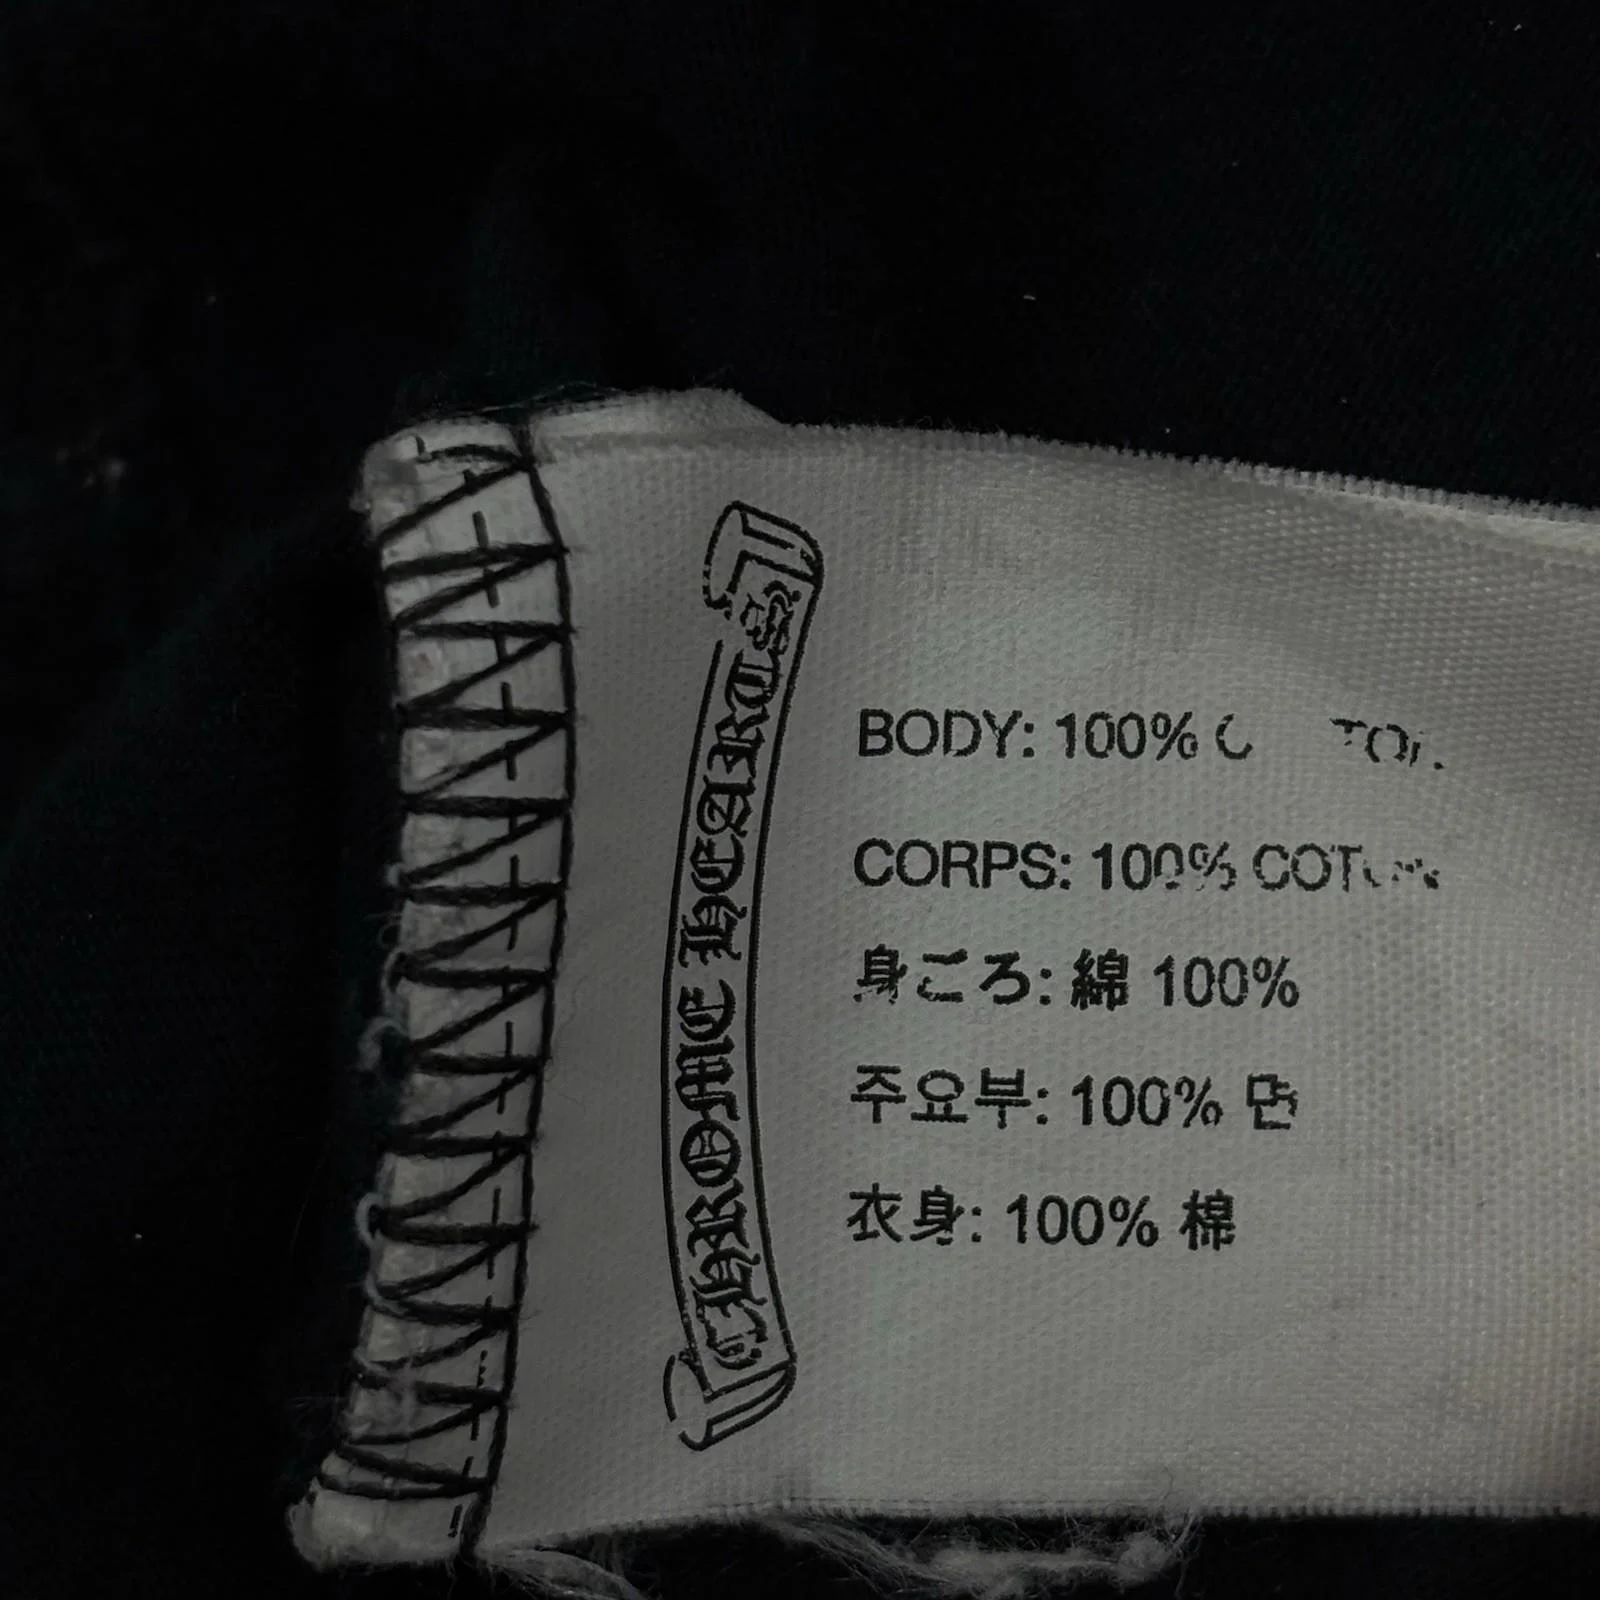 CHROME HEARTS
BODY: 100%
CORPS: 100%
身ごろ: 綿 100%
주요부: 100% 면
衣身: 100% 棉